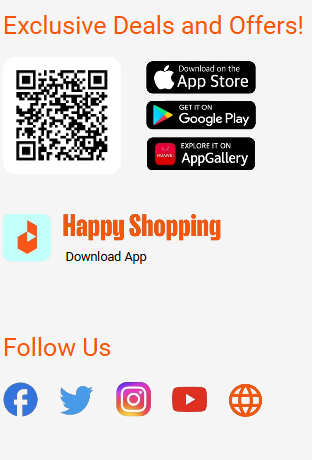 Exclusive Deals and Offers!
Download on the
App Store
GET IT ON
Google Play
EXPLORE IT ON
AppGallery
HUAWEI
Happy Shopping
Download App
Follow Us